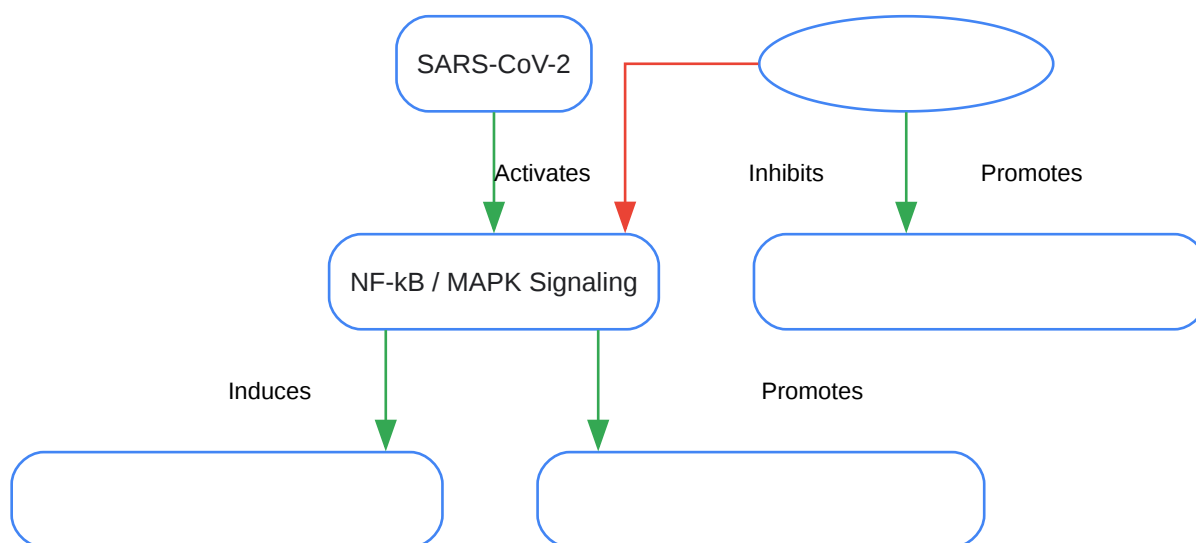 SARS-CoV-2
Activates
Inhibits
Promotes
NF-kB / MAPK Signaling
Induces
Promotes